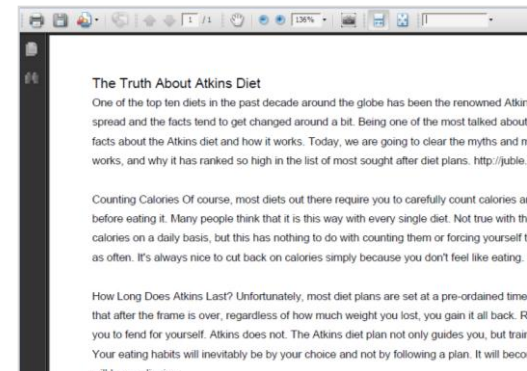 1 /1 136%
The Truth About Atkins Diet
One of the top ten diets in the past decade around the globe has been the renowned Atkin
spread and the facts tend to get changed around a bit. Being one of the most talked about
facts about the Atkins diet and how it works. Today, we are going to clear the myths and m
works, and why it has ranked so high in the list of most sought after diet plans. http://juble.
Counting Calories Of course, most diets out there require you to carefully count calories a
before eating it. Many people think that it is this way with every single diet. Not true with th
calories on a daily basis, but this has nothing to do with counting them or forcing yourself t
as often. It's always nice to cut back on calories simply because you don't feel like eating.
How Long Does Atkins Last? Unfortunately, most diet plans are set at a pre-ordained time
that after the frame is over, regardless of how much weight you lost, you gain it all back. R
you to fend for yourself. Atkins does not. The Atkins diet plan not only guides you, but train
Your eating habits will inevitably be by your choice and not by following a plan. It will beco